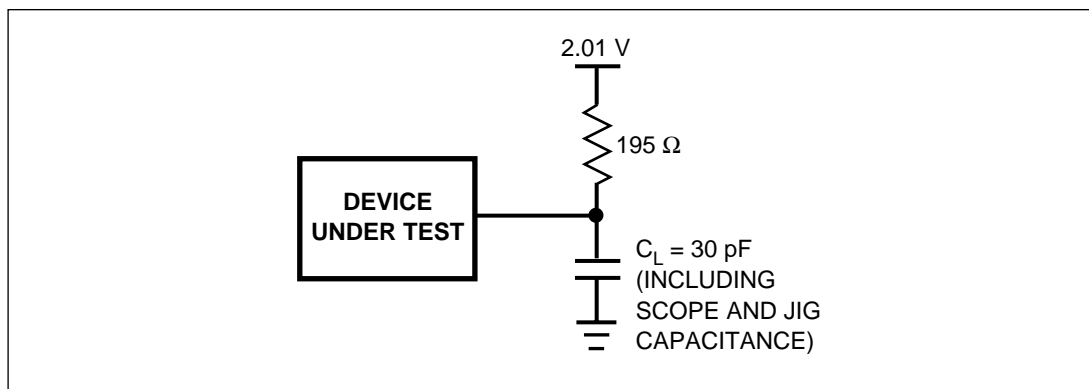 2.01 V
195 Ω
DEVICE
UNDER TEST
C_L = 30 pF
(INCLUDING
SCOPE AND JIG
CAPACITANCE)